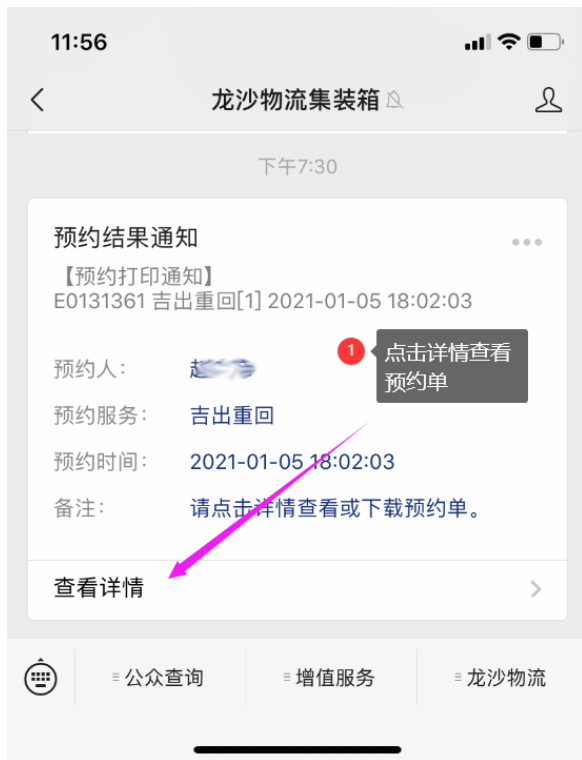 11:56
龙沙物流集装箱
下午7:30
预约结果通知
【预约打印通知】
E0131361 吉出重回[1] 2021-01-05 18:02:03
1
点击详情查看
预约单
预约人:
预约服务: 吉出重回
预约时间: 2021-01-05 18:02:03
备注: 请点击详情查看或下载预约单。
查看详情
公众查询 增值服务 龙沙物流